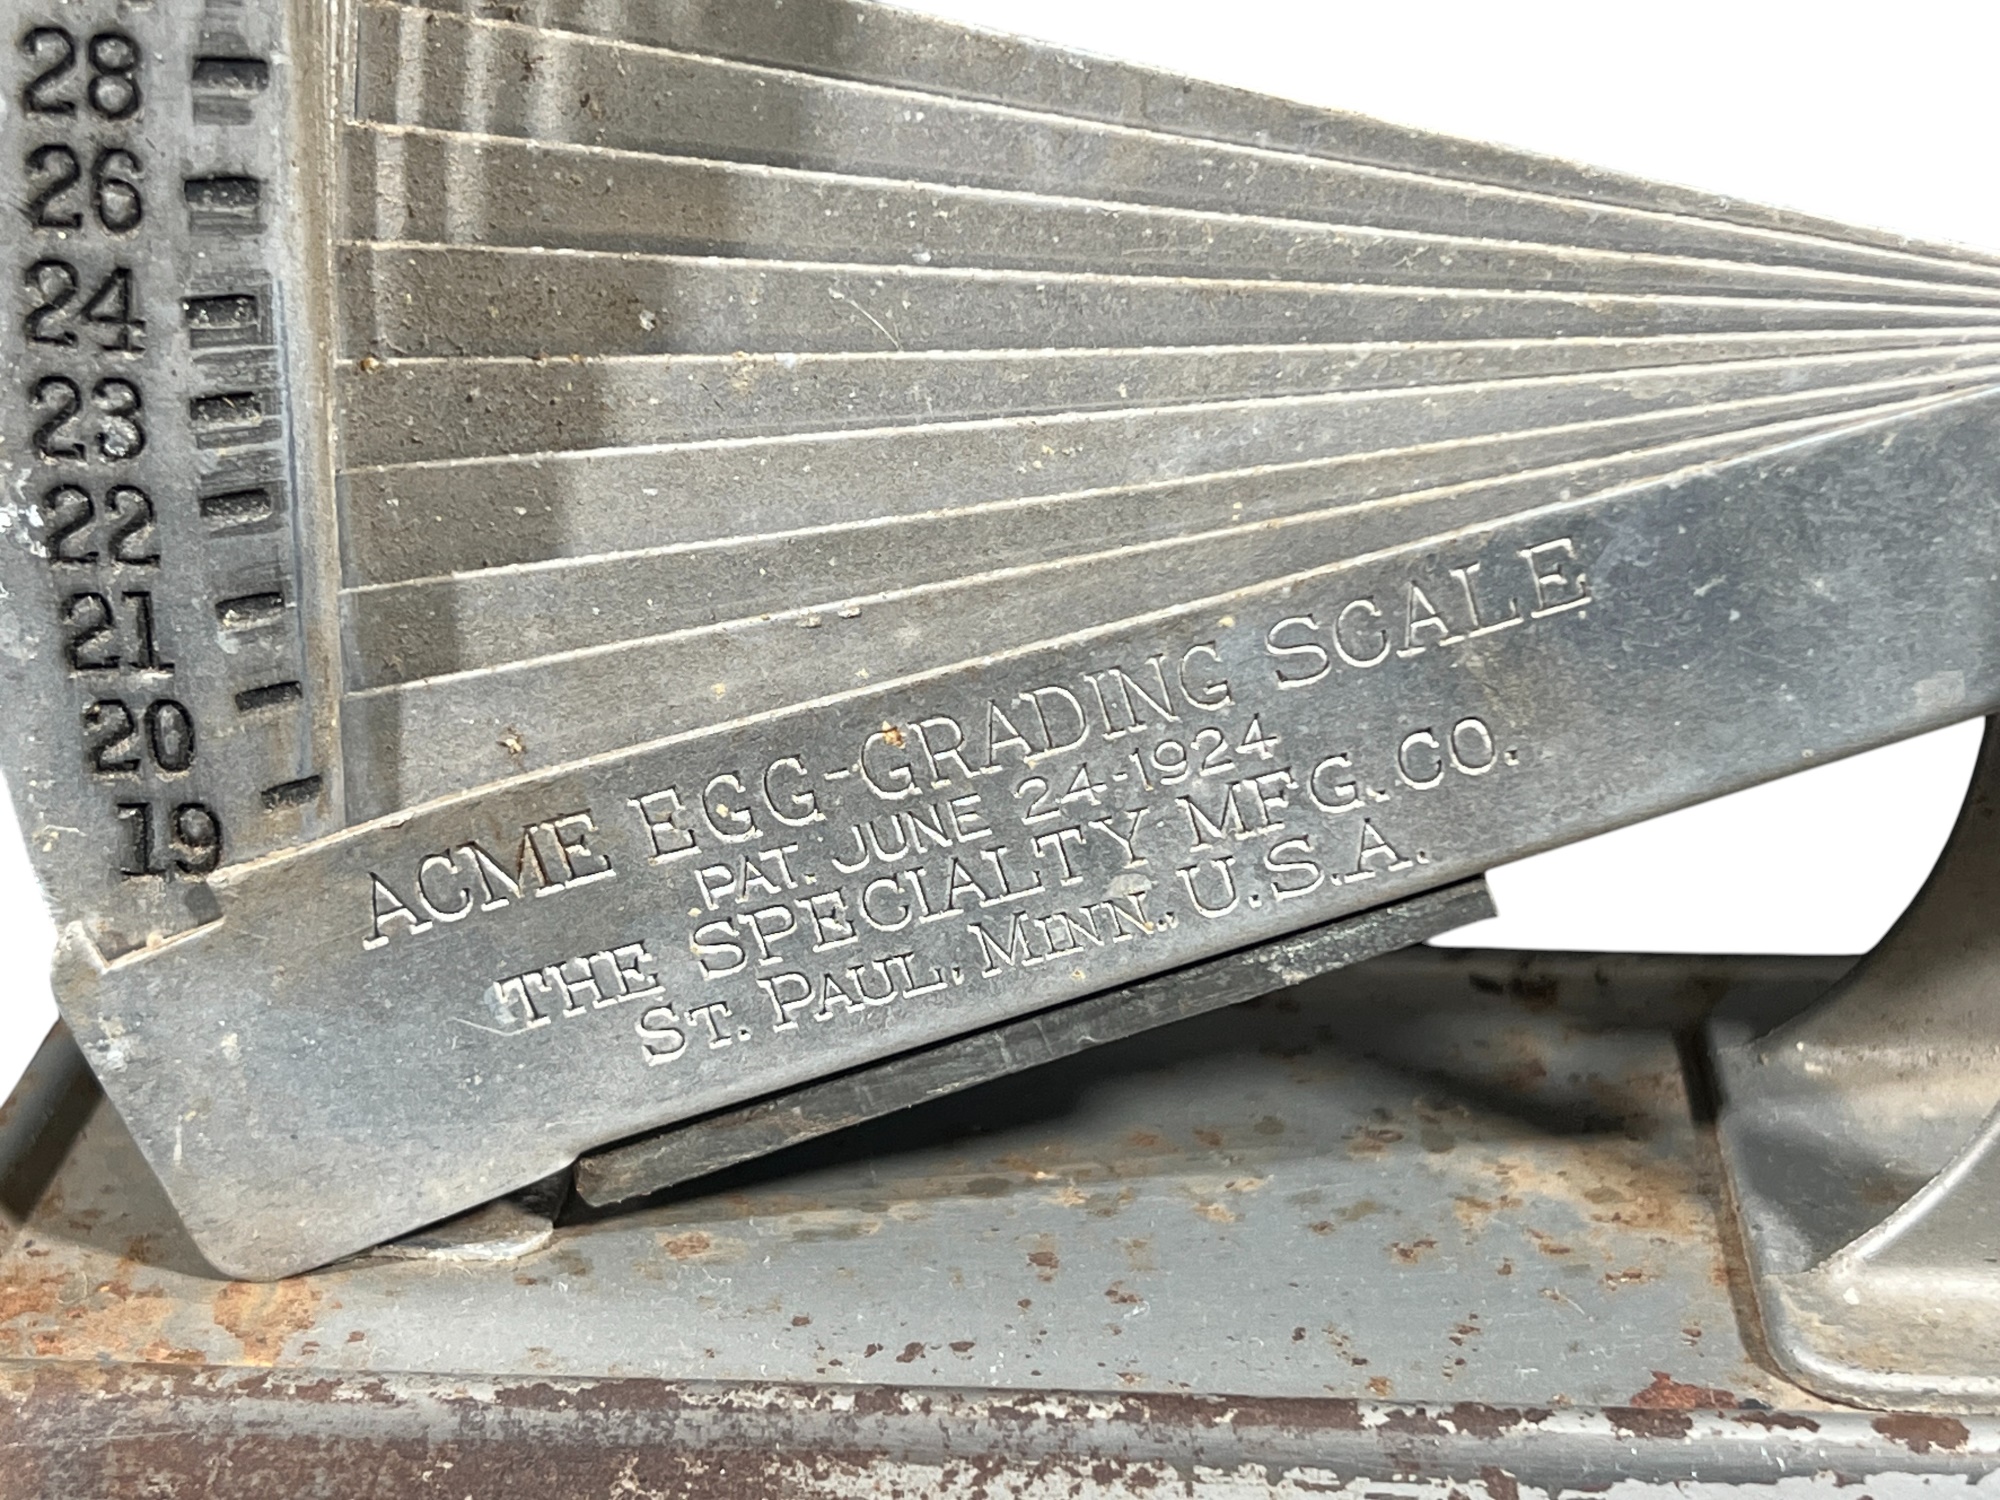 28
26
24
23
22
21
20
19
ACME EGG-GRADING SCALE
PAT. JUNE 24-1924
THE SPECIALTY MFG. CO.
ST. PAUL, MINN., U.S.A.